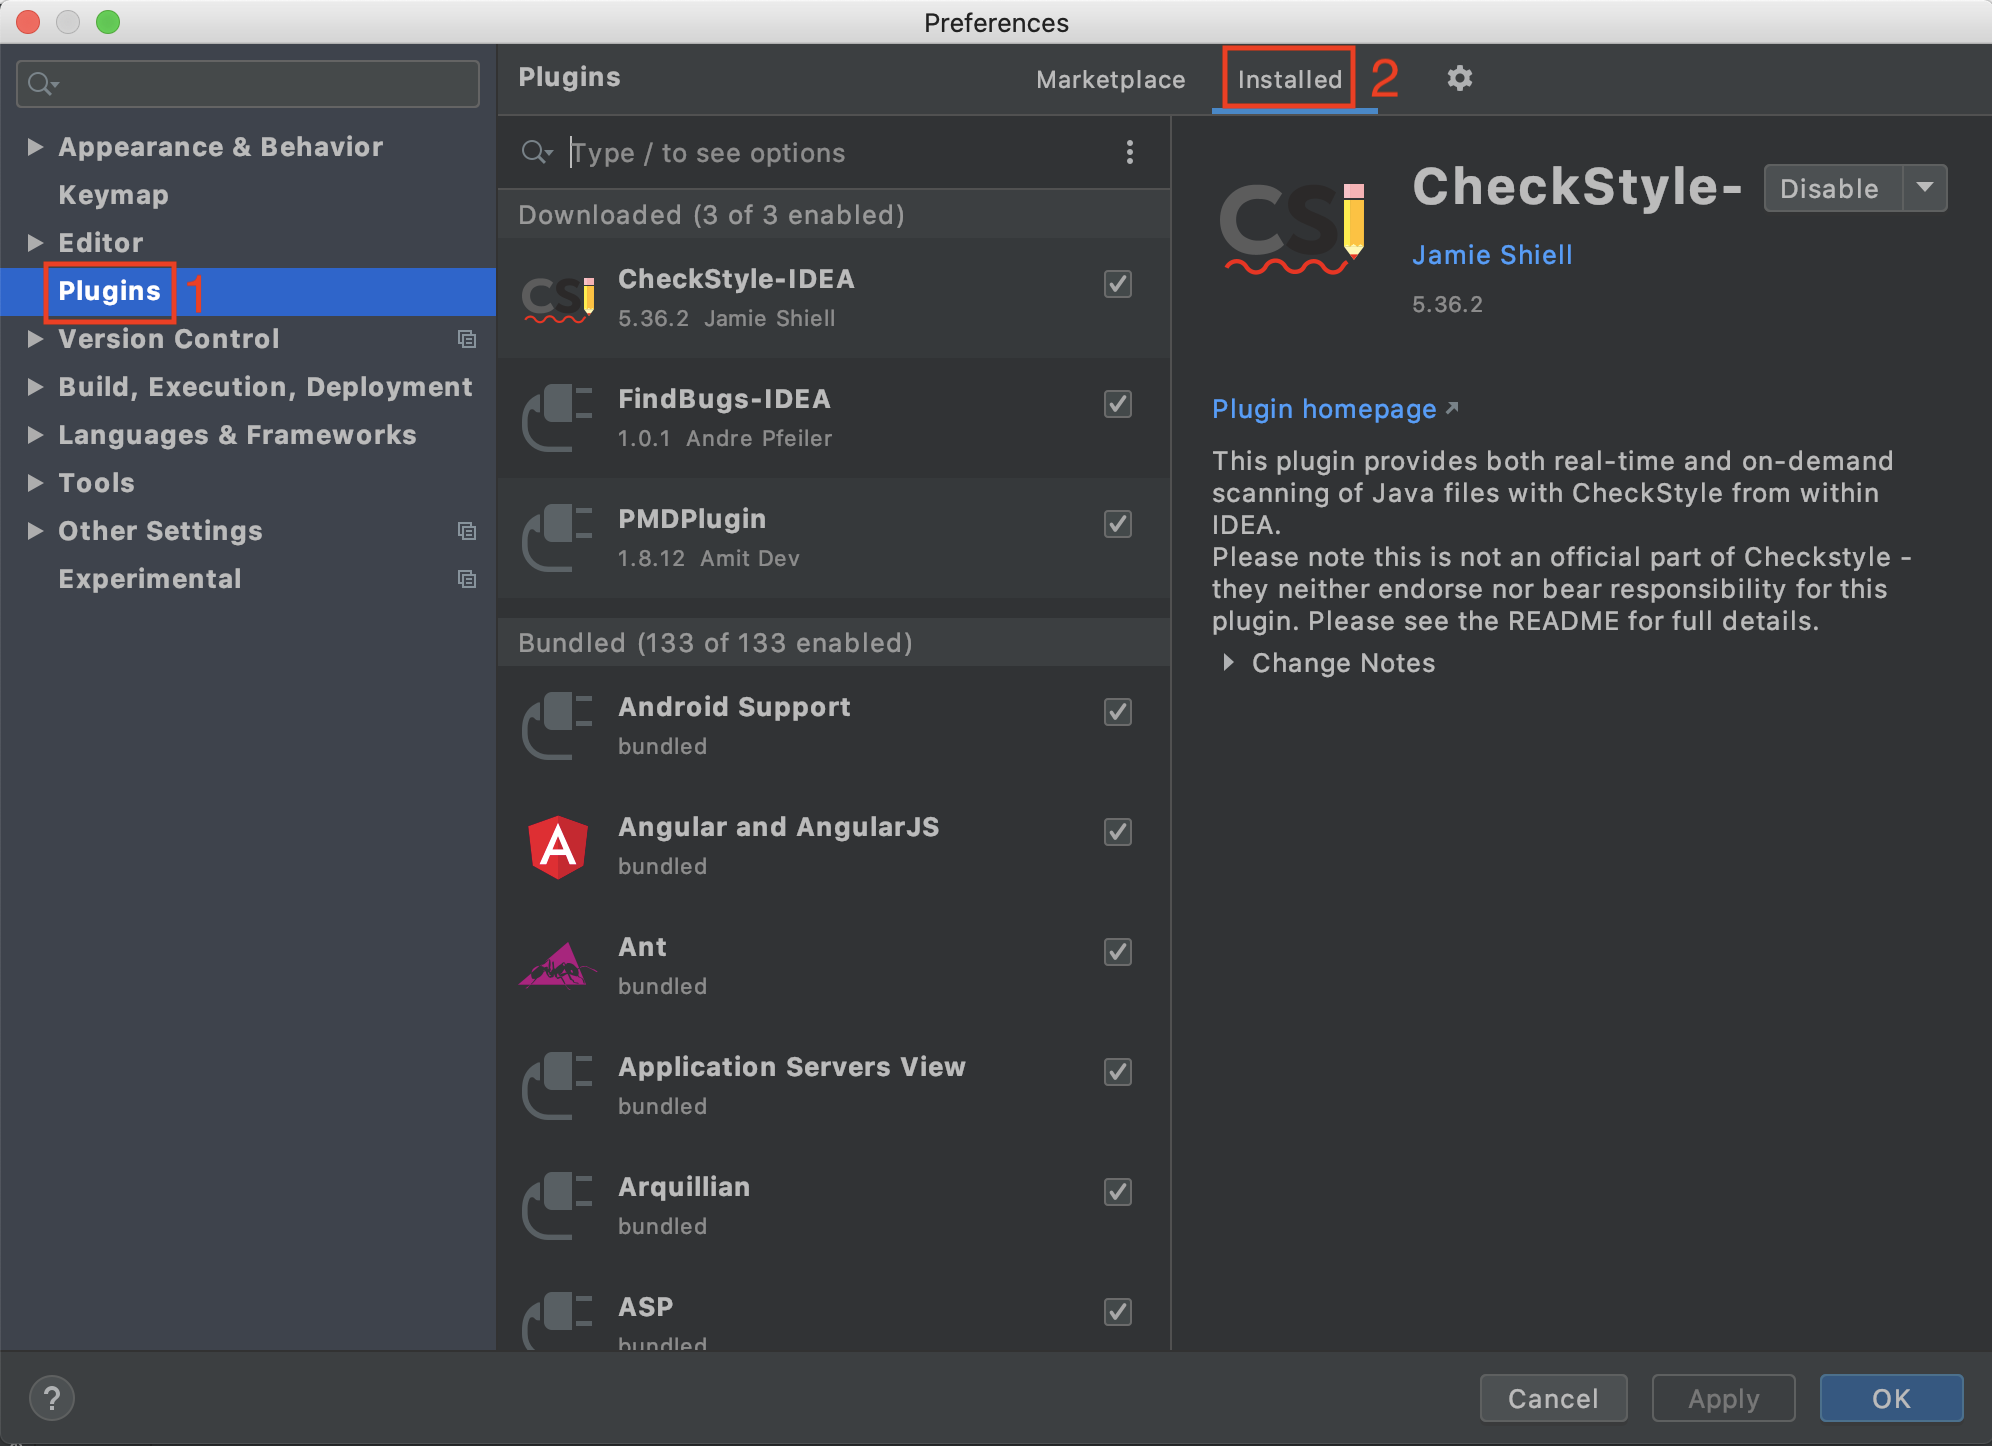 Preferences
Plugins
Marketplace
Installed
2
Appearance & Behavior
Keymap
Editor
Plugins
1
Version Control
Build, Execution, Deployment
Languages & Frameworks
Tools
Other Settings
Experimental
Type / to see options
Downloaded (3 of 3 enabled)
CS
CheckStyle-IDEA
5.36.2 Jamie Shiell
FindBugs-IDEA
1.0.1 Andre Pfeiler
PMDPlugin
1.8.12 Amit Dev
Bundled (133 of 133 enabled)
Android Support
bundled
A
Angular and AngularJS
bundled
Ant
bundled
Application Servers View
bundled
Arquillian
bundled
ASP
bundled
CS
CheckStyle-
Disable
Jamie Shiell
5.36.2
Plugin homepage
This plugin provides both real-time and on-demand
scanning of Java files with CheckStyle from within
IDEA.
Please note this is not an official part of Checkstyle -
they neither endorse nor bear responsibility for this
plugin. Please see the README for full details.
Change Notes
?
Cancel
Apply
OK